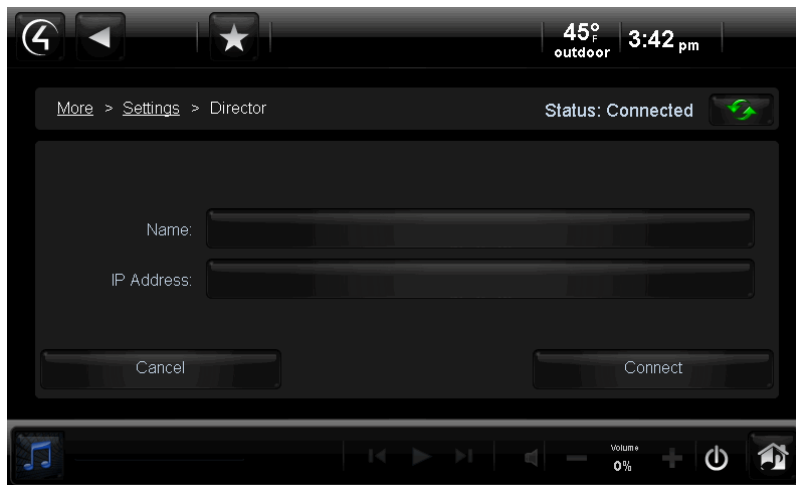 45°F
outdoor
3:42 pm
More > Settings > Director
Status: Connected
Name:
IP Address:
Cancel
Connect
Volume
0%